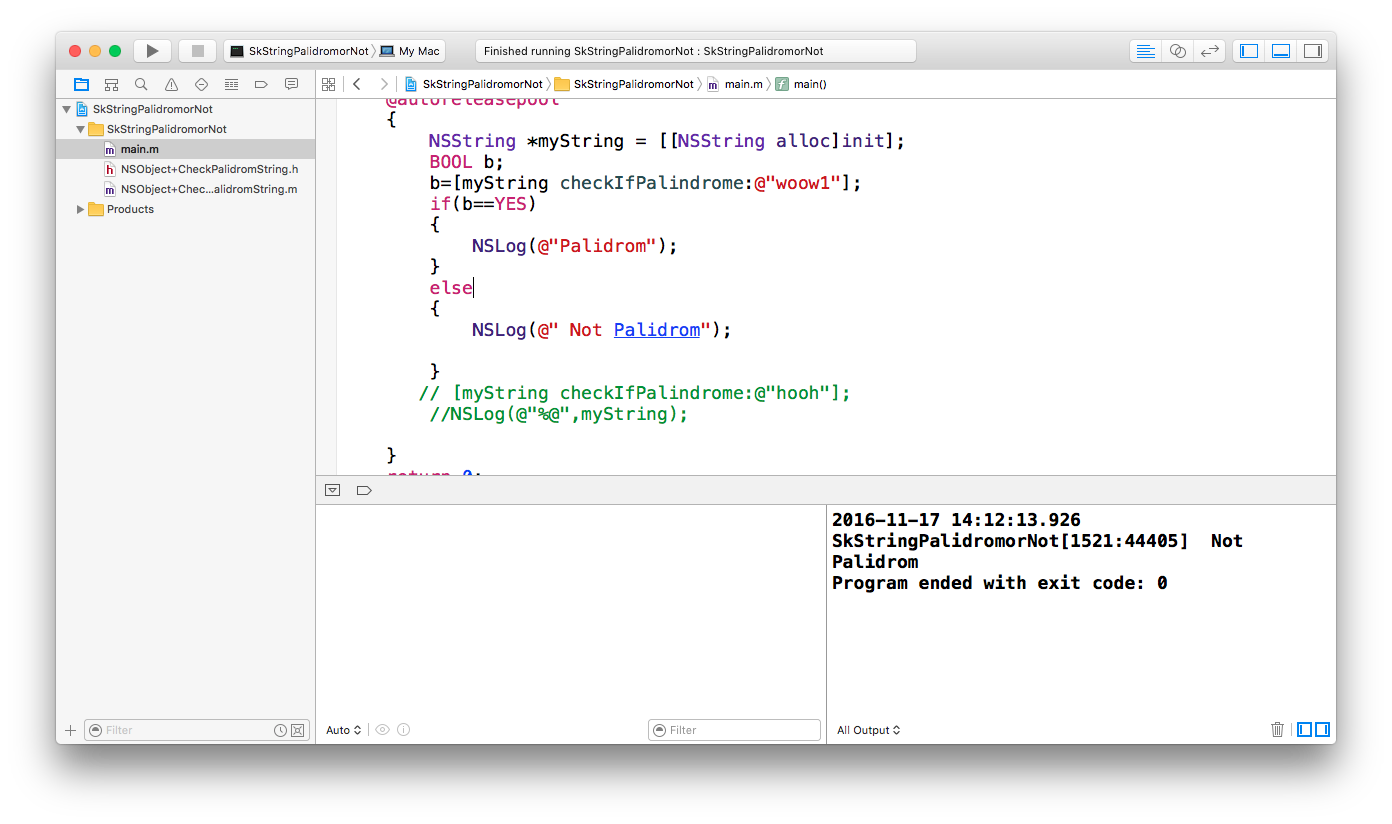 SkStringPalidromorNot My Mac
Finished running SkStringPalidromorNot : SkStringPalidromorNot
SkStringPalidromorNot
SkStringPalidromorNot
main.m
NSObject+CheckPalidromString.h
NSObject+Chec...alidromString.m
Products
Filter
SkStringPalidromorNot SkStringPalidromorNot main.m main()
@autoreleasepool
{
NSString *myString = [[NSString alloc]init];
BOOL b;
b=[myString checkIfPalindrome:@"woow1"];
if(b==YES)
{
NSLog(@"Palidrom");
}
else
{
NSLog(@" Not Palidrom");
}
// [myString checkIfPalindrome:@"hooh"];
//NSLog(@"%@",myString);
}
return 0;
Auto
Filter
2016-11-17 14:12:13.926
SkStringPalidromorNot[1521:44405]  Not
Palidrom
Program ended with exit code: 0
All Output